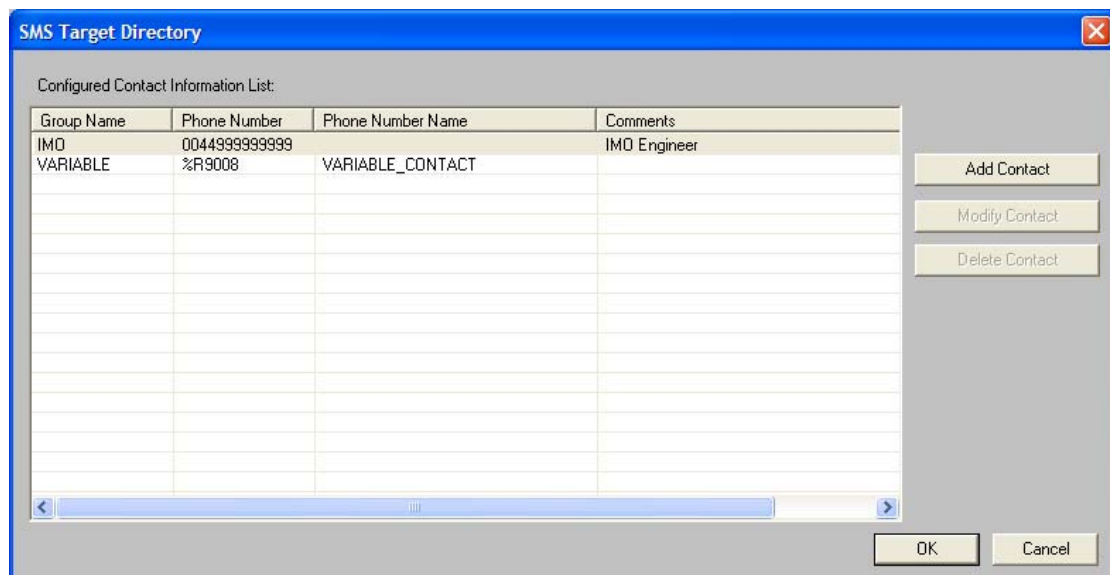 SMS Target Directory
Configured Contact Information List:
Group Name Phone Number Phone Number Name Comments
IMO 0044999999999 IMO Engineer
VARIABLE %R9008 VARIABLE_CONTACT
Add Contact
Modify Contact
Delete Contact
OK Cancel